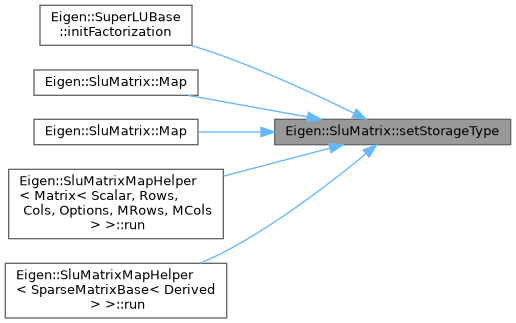 Eigen::SuperLUBase
::initFactorization
Eigen::SluMatrix::Map
Eigen::SluMatrix::setStorageType
Eigen::SluMatrix::Map
Eigen::SluMatrixMapHelper
< Matrix< Scalar, Rows,
Cols, Options, MRows, MCols
> >::run
Eigen::SluMatrixMapHelper
< SparseMatrixBase< Derived
> >::run